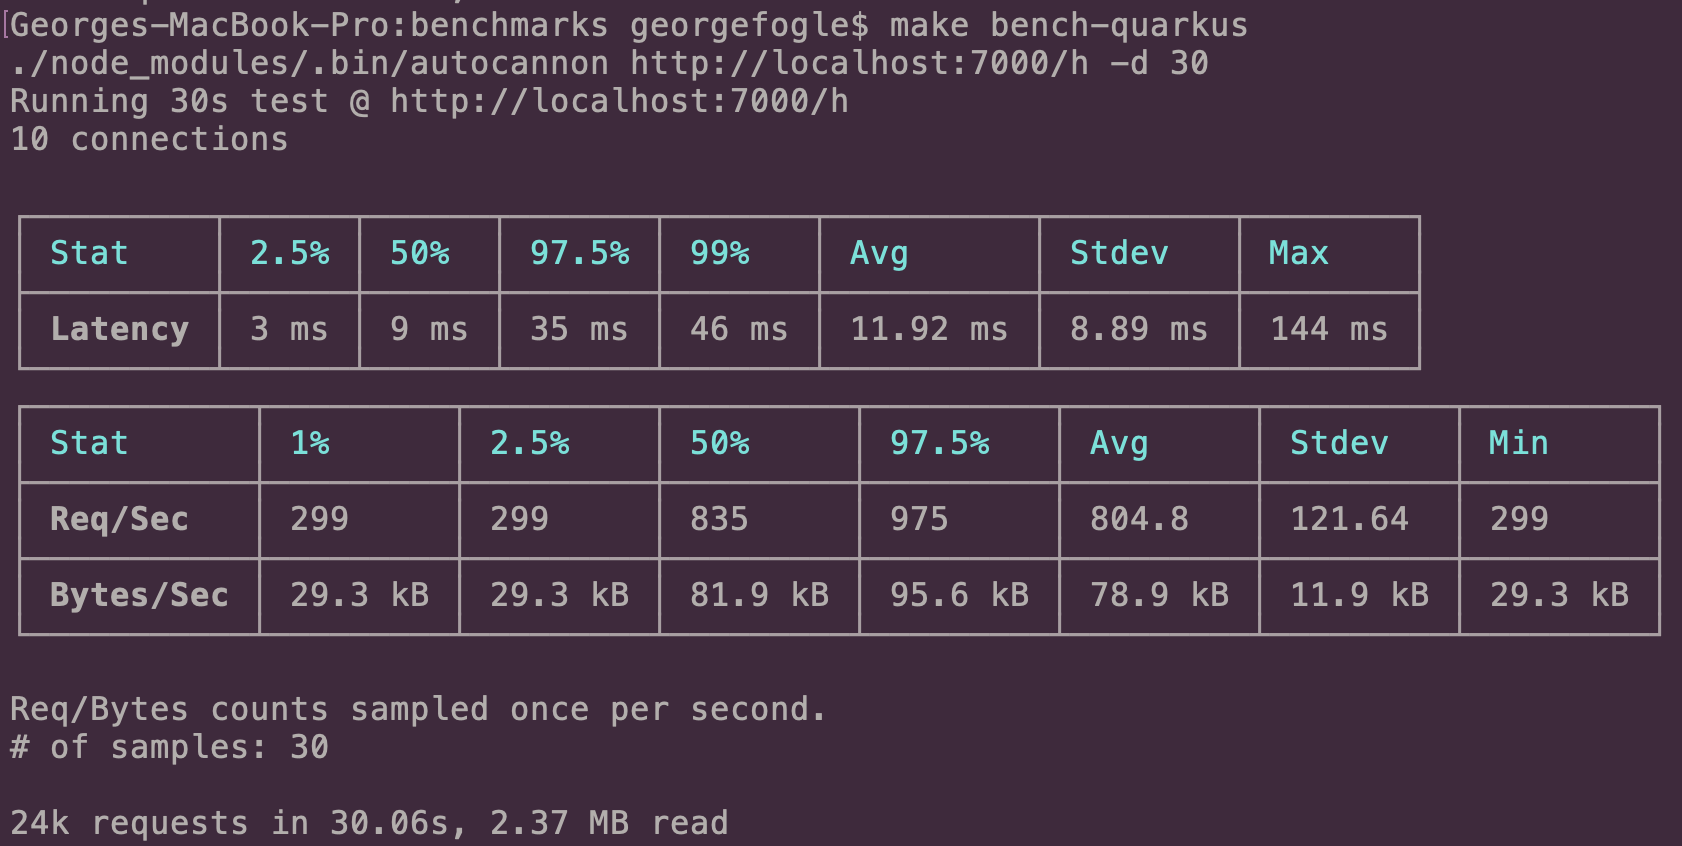 Georges-MacBook-Pro:benchmarks georgefogle$ make bench-quarkus
./node_modules/.bin/autocannon http://localhost:7000/h -d 30
Running 30s test @ http://localhost:7000/h
10 connections
Stat 2.5% 50% 97.5% 99% Avg Stdev Max
Latency 3 ms 9 ms 35 ms 46 ms 11.92 ms 8.89 ms 144 ms
Stat 1% 2.5% 50% 97.5% Avg Stdev Min
Req/Sec 299 299 835 975 804.8 121.64 299
Bytes/Sec 29.3 kB 29.3 kB 81.9 kB 95.6 kB 78.9 kB 11.9 kB 29.3 kB
Req/Bytes counts sampled once per second.
# of samples: 30
24k requests in 30.06s, 2.37 MB read